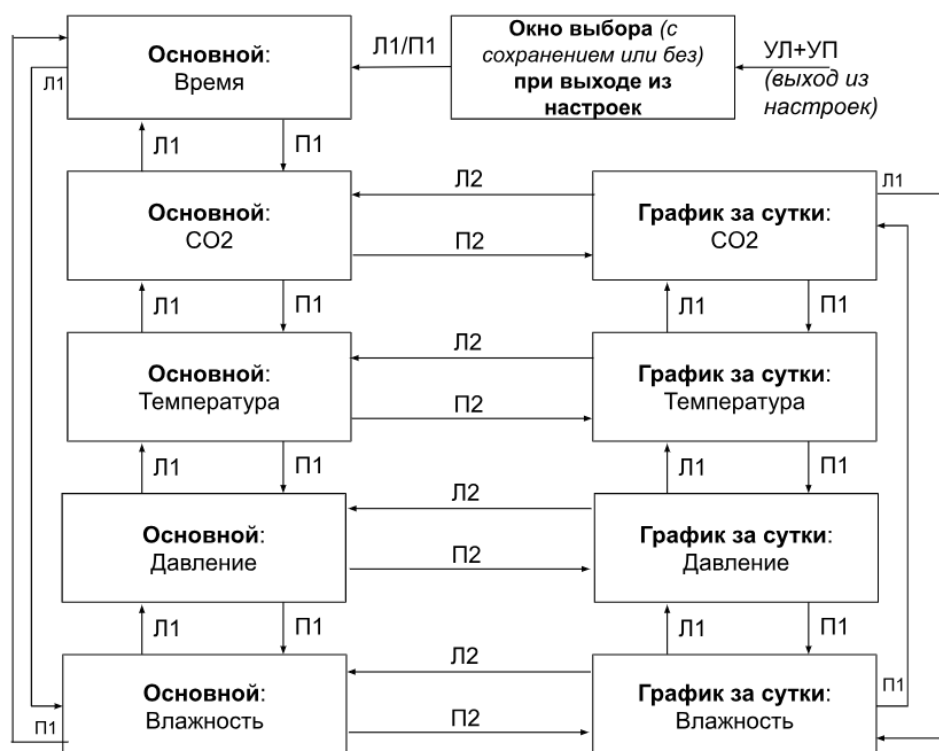 Основной:
Время
Л1/П1
Окно выбора (с
сохранением или без)
при выходе из
настроек
УЛ+УП
(выход из
настроек)
Л1
Л1
П1
Основной:
CO2
Л2
П2
График за сутки:
CO2
Л1
Л1
П1
Л1
П1
Основной:
Температура
Л2
П2
График за сутки:
Температура
Л1
П1
Л1
П1
Основной:
Давление
Л2
П2
График за сутки:
Давление
Л1
П1
Л1
П1
Основной:
Влажность
Л2
П2
График за сутки:
Влажность
П1
П1